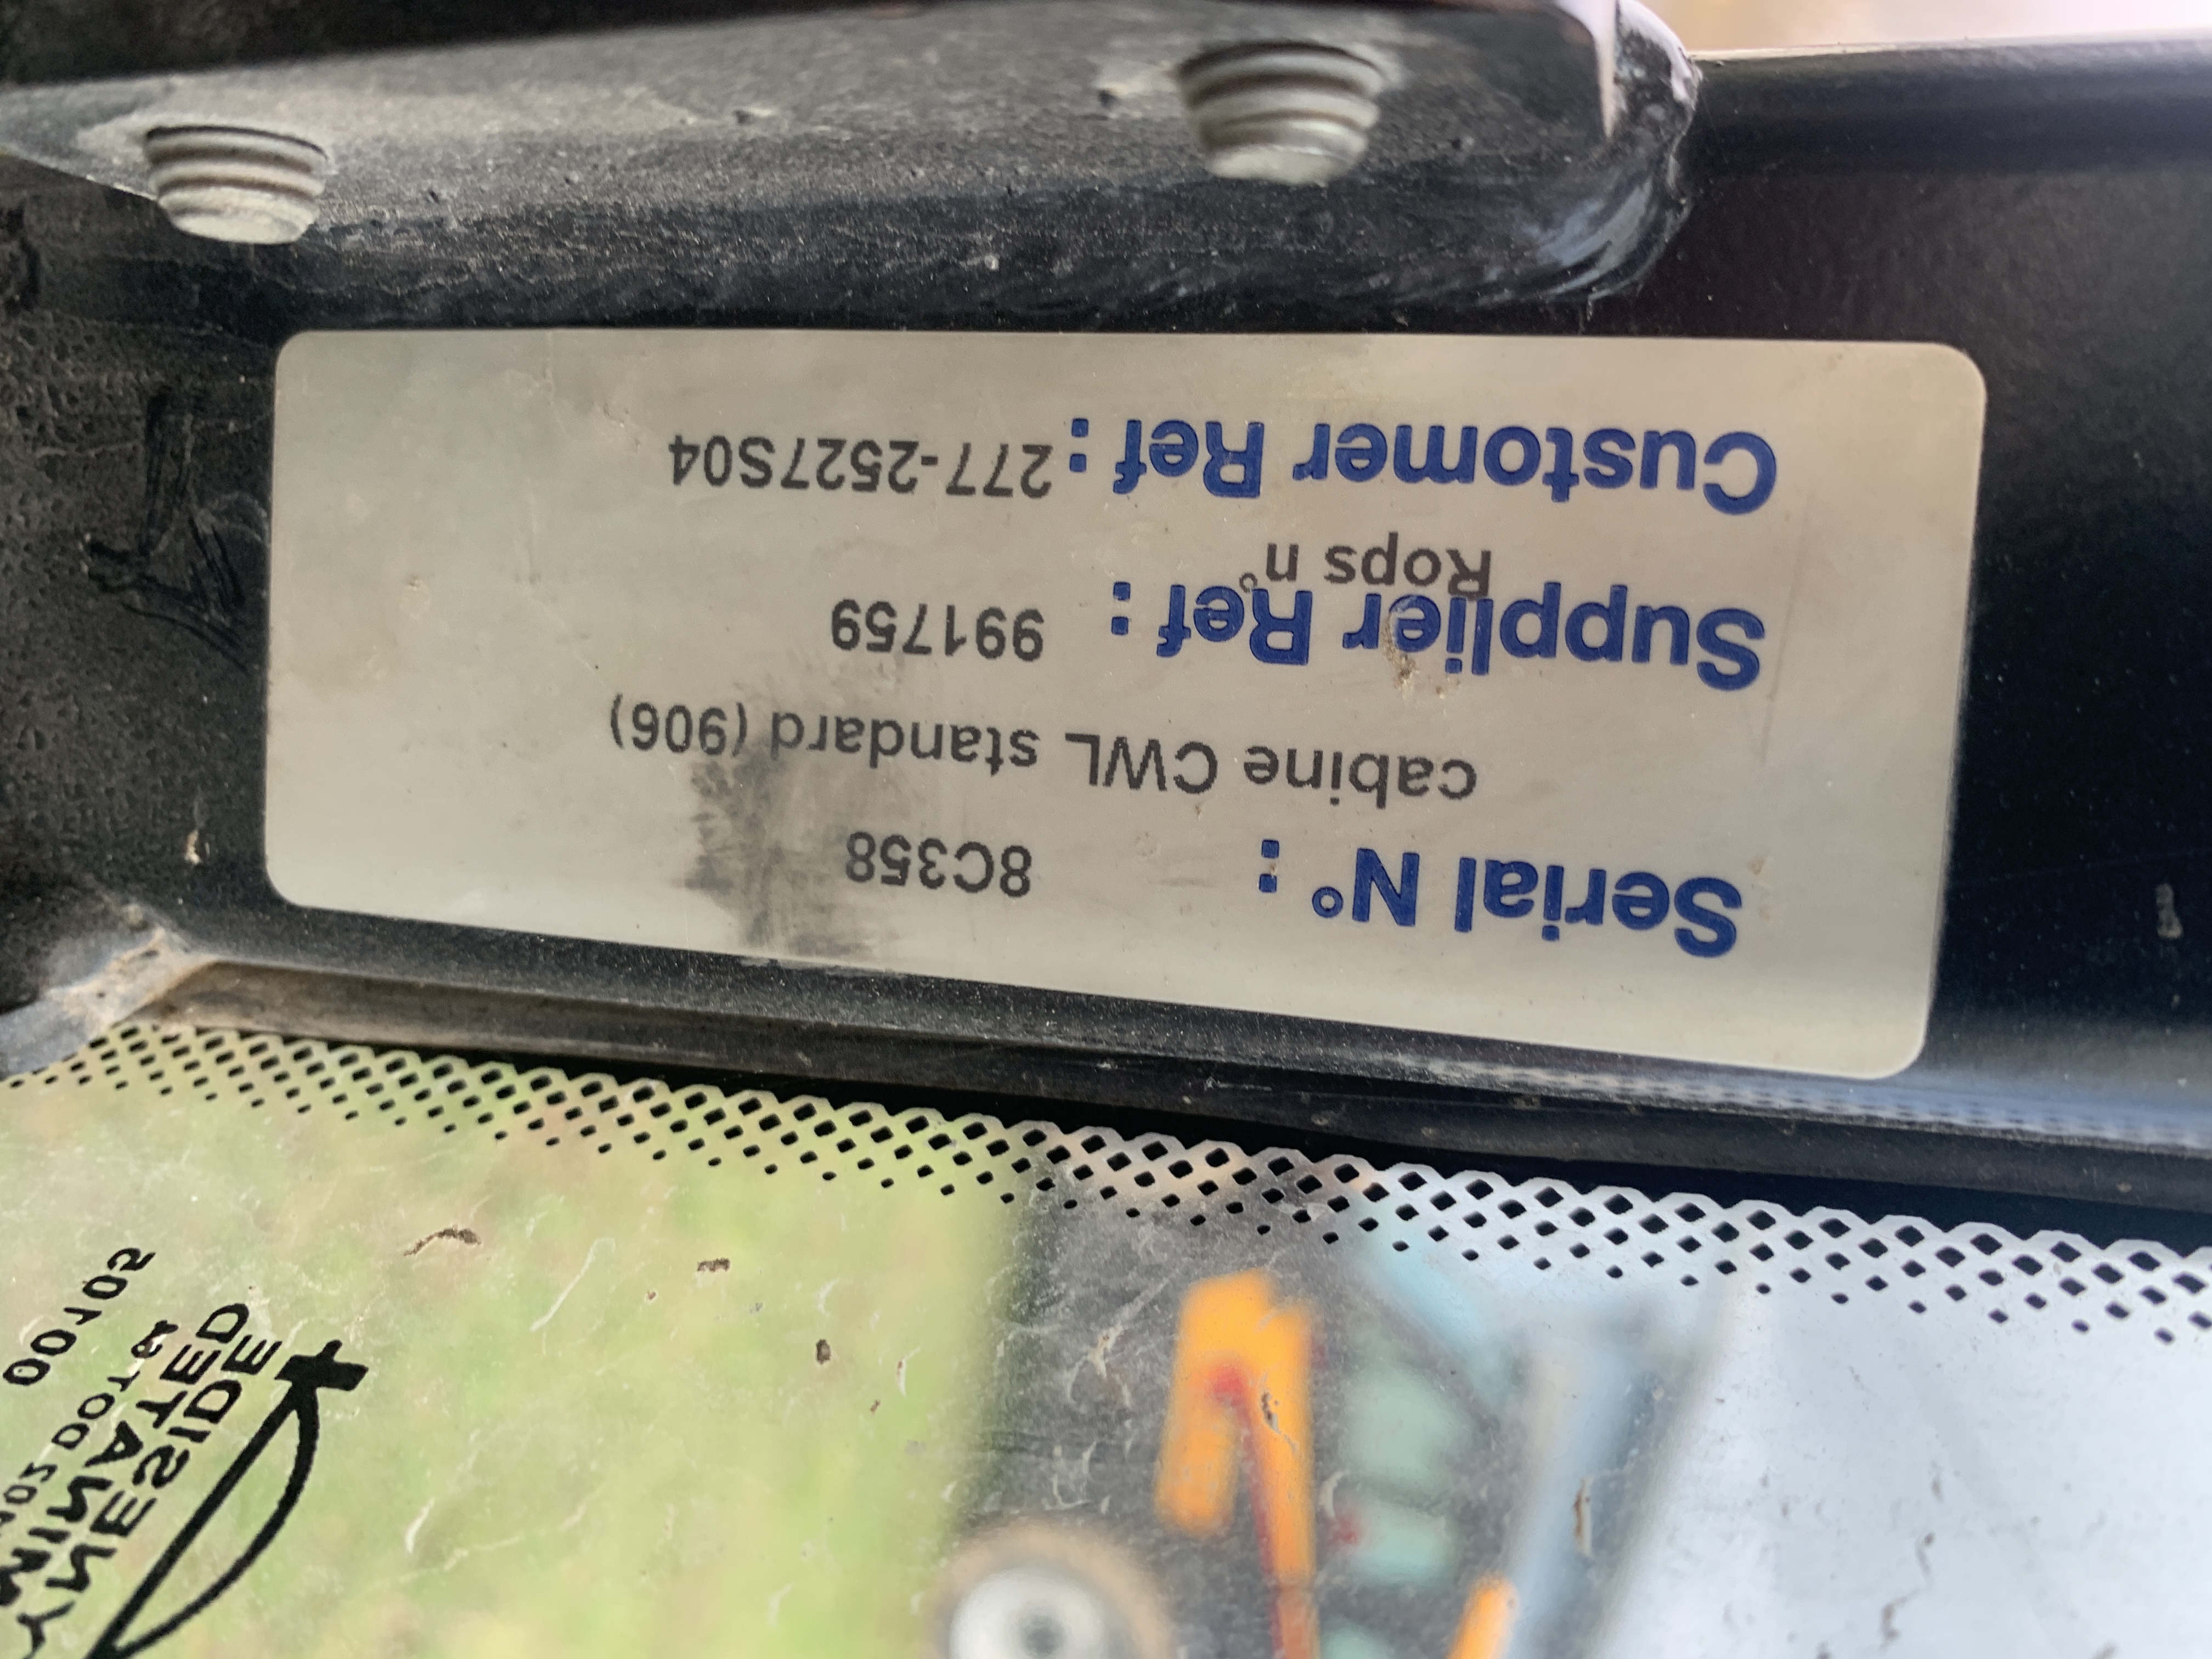 Serial N° : 8C358
cabine CWL standard (906)
Supplier Ref : 991759
Rops n°
Customer Ref : 277-2527S04